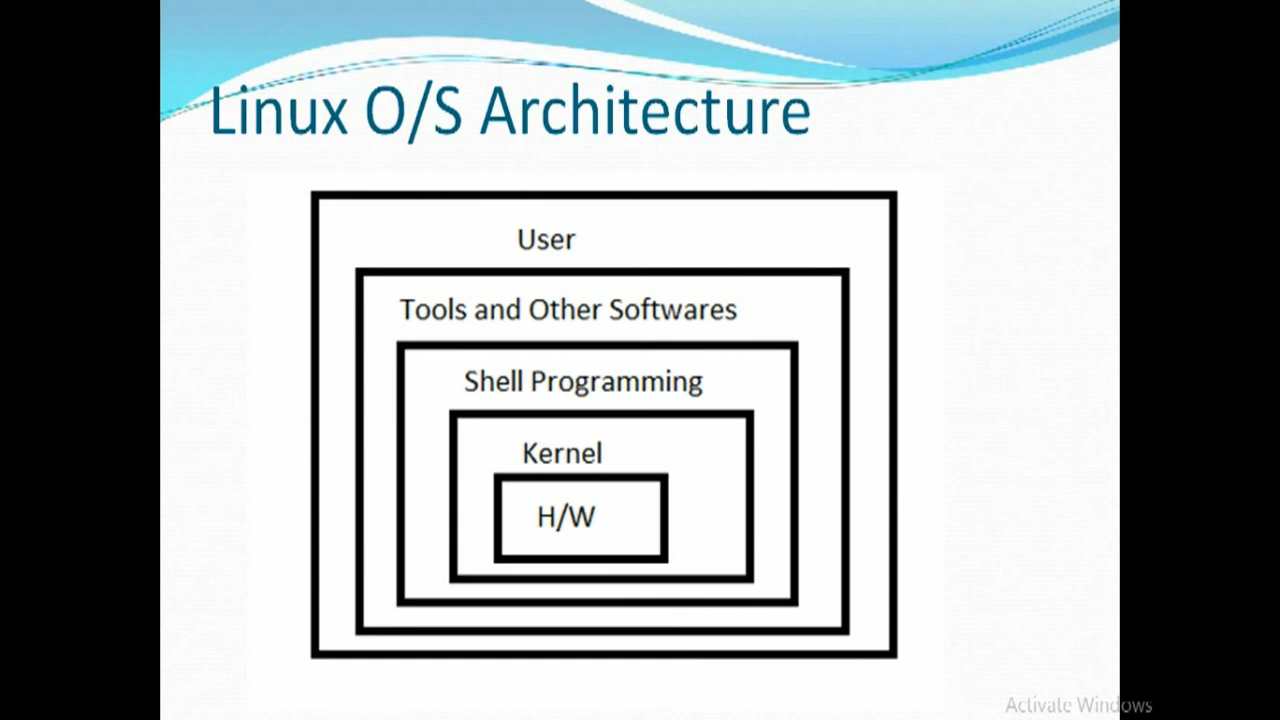 Linux O/S Architecture
User
Tools and Other Softwares
Shell Programming
Kernel
H/W
Activate Windows